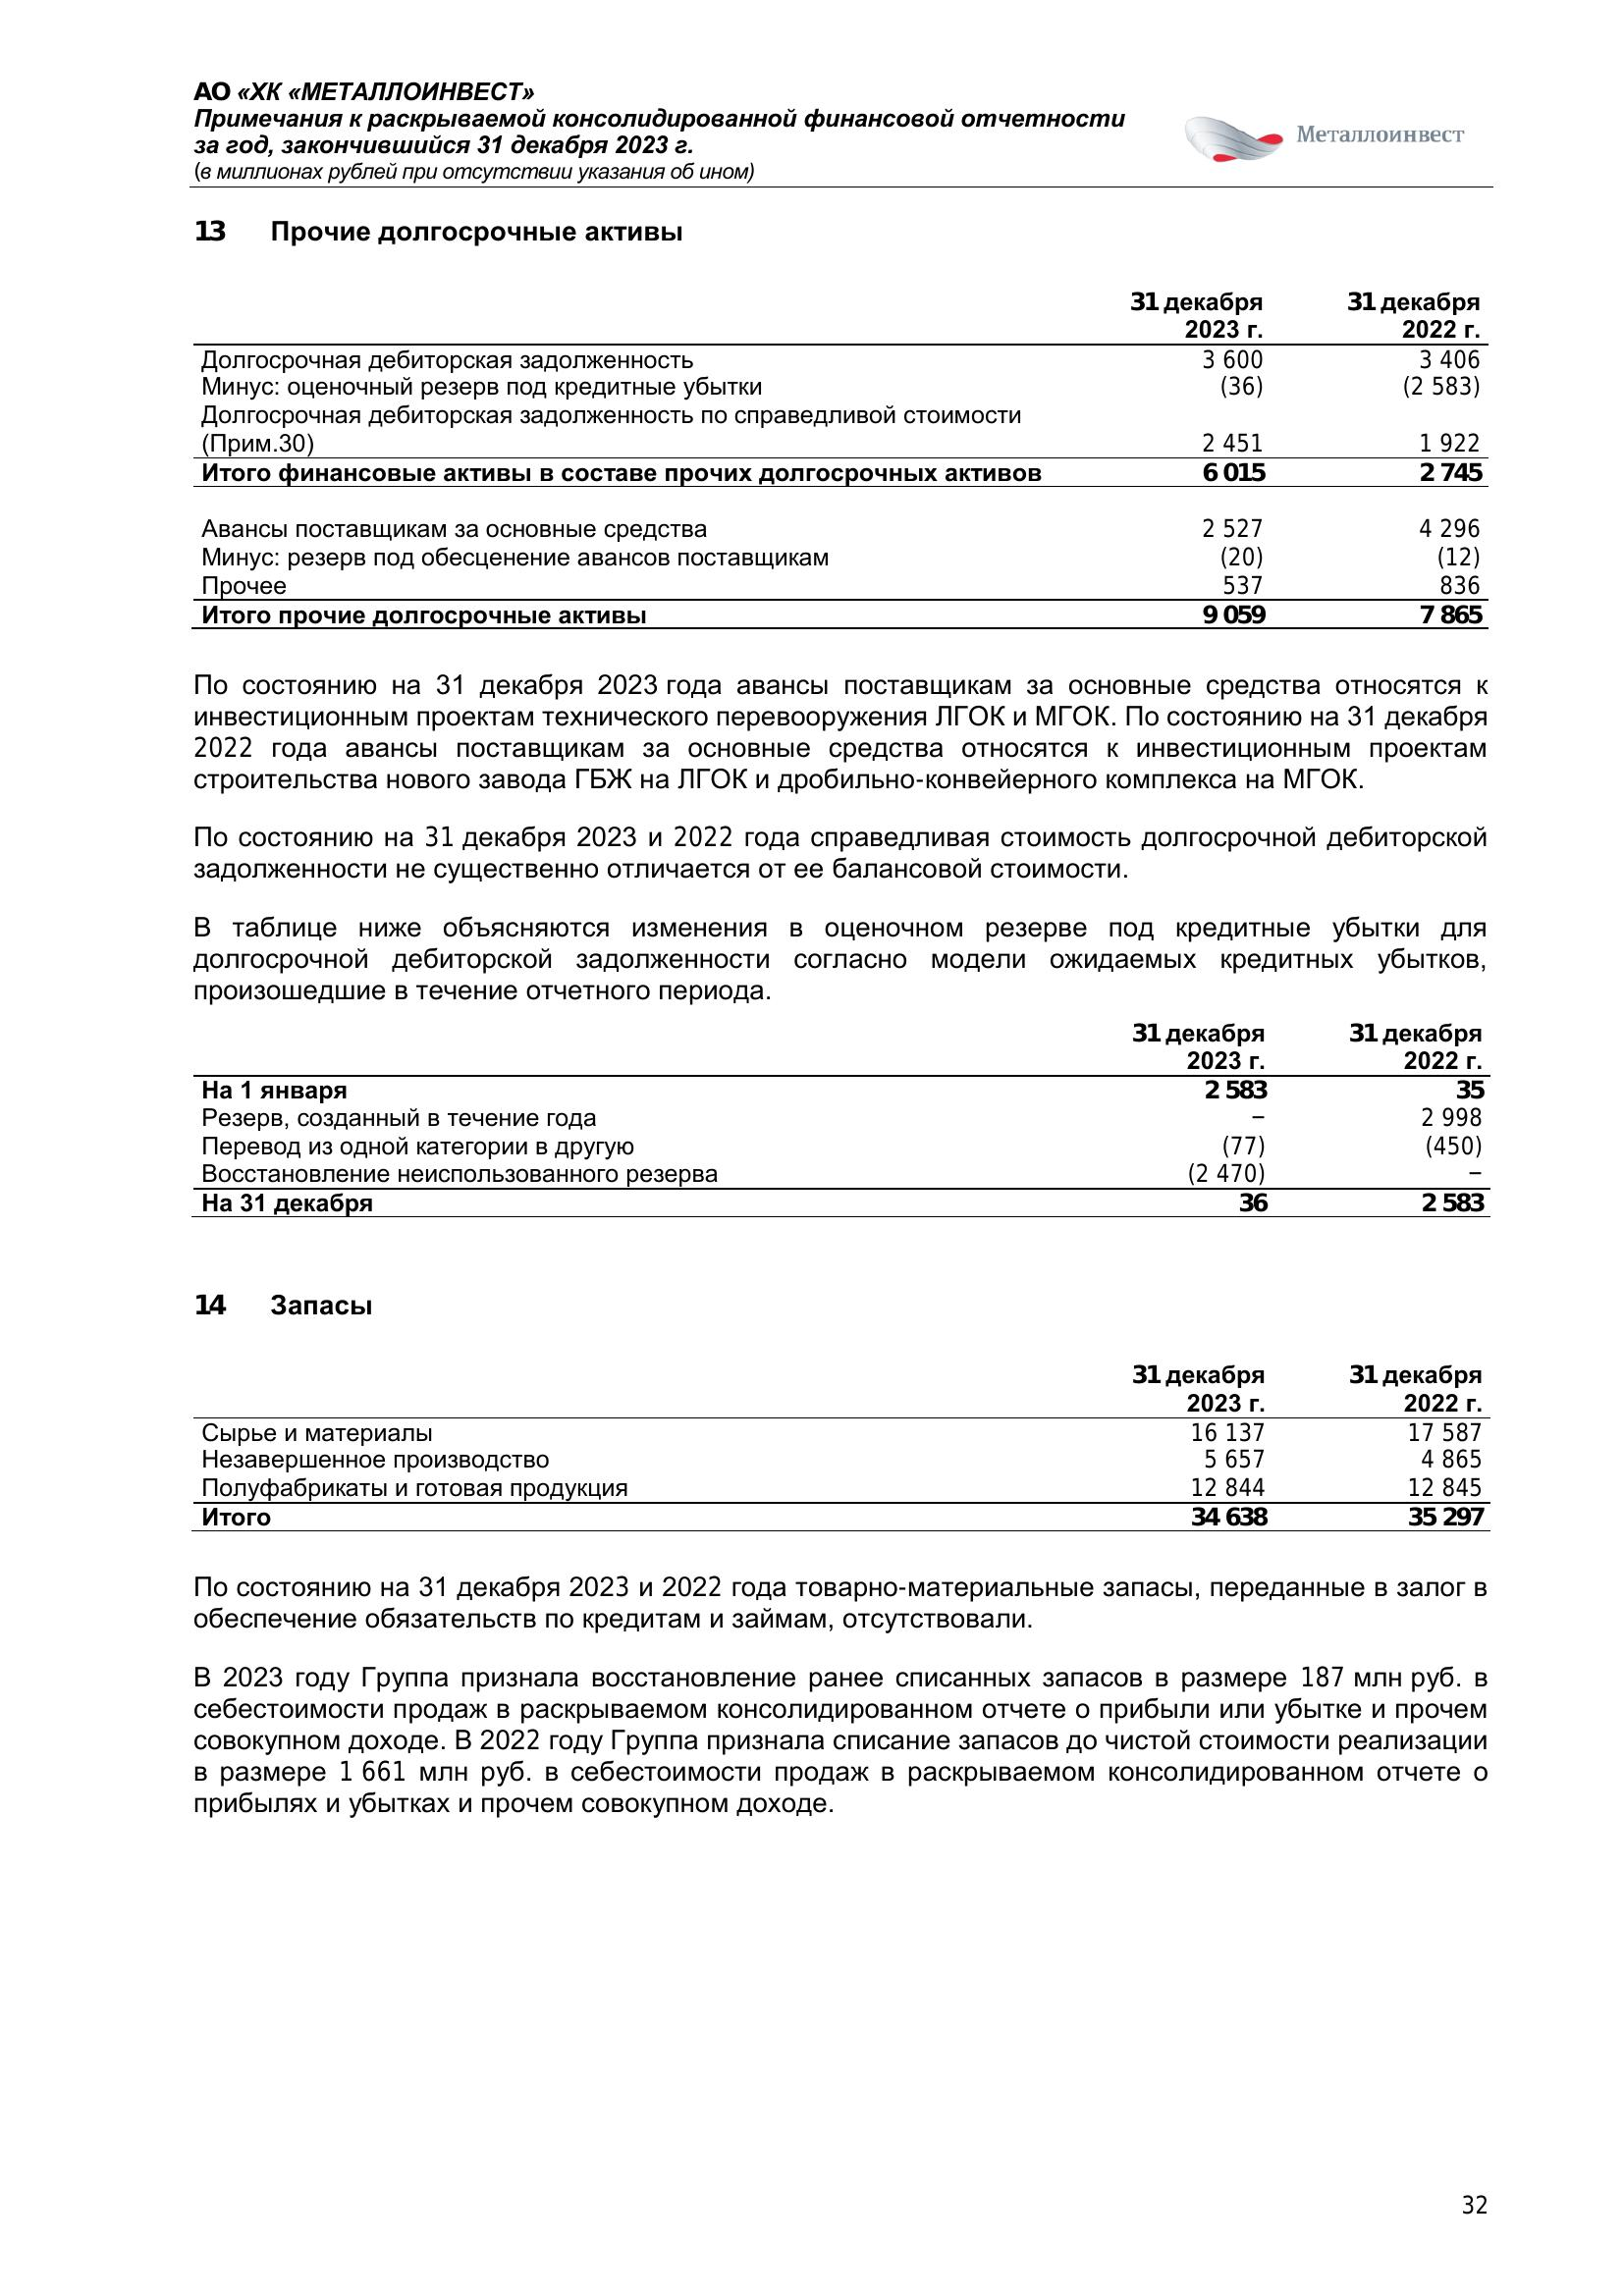 АО «ХК «МЕТАЛЛОИНВЕСТ»
Примечания к раскрываемой консолидированной финансовой отчетности
за год, закончившийся 31 декабря 2023 г.
(в миллионах рублей при отсутствии указания об ином)
Металлоинвест
13 Прочие долгосрочные активы
31 декабря 31 декабря
2023 г. 2022 г.
Долгосрочная дебиторская задолженность 3 600 3 406
Минус: оценочный резерв под кредитные убытки (36) (2 583)
Долгосрочная дебиторская задолженность по справедливой стоимости
(Прим.30) 2 451 1 922
Итого финансовые активы в составе прочих долгосрочных активов 6 015 2 745
Авансы поставщикам за основные средства 2 527 4 296
Минус: резерв под обесценение авансов поставщикам (20) (12)
Прочее 537 836
Итого прочие долгосрочные активы 9 059 7 865
По состоянию на 31 декабря 2023 года авансы поставщикам за основные средства относятся к
инвестиционным проектам технического перевооружения ЛГОК и МГОК. По состоянию на 31 декабря
2022 года авансы поставщикам за основные средства относятся к инвестиционным проектам
строительства нового завода ГБЖ на ЛГОК и дробильно-конвейерного комплекса на МГОК.
По состоянию на 31 декабря 2023 и 2022 года справедливая стоимость долгосрочной дебиторской
задолженности не существенно отличается от ее балансовой стоимости.
В таблице ниже объясняются изменения в оценочном резерве под кредитные убытки для
долгосрочной дебиторской задолженности согласно модели ожидаемых кредитных убытков,
произошедшие в течение отчетного периода.
31 декабря 31 декабря
2023 г. 2022 г.
На 1 января 2 583 35
Резерв, созданный в течение года – 2 998
Перевод из одной категории в другую (77) (450)
Восстановление неиспользованного резерва (2 470) –
На 31 декабря 36 2 583
14 Запасы
31 декабря 31 декабря
2023 г. 2022 г.
Сырье и материалы 16 137 17 587
Незавершенное производство 5 657 4 865
Полуфабрикаты и готовая продукция 12 844 12 845
Итого 34 638 35 297
По состоянию на 31 декабря 2023 и 2022 года товарно-материальные запасы, переданные в залог в
обеспечение обязательств по кредитам и займам, отсутствовали.
В 2023 году Группа признала восстановление ранее списанных запасов в размере 187 млн руб. в
себестоимости продаж в раскрываемом консолидированном отчете о прибыли или убытке и прочем
совокупном доходе. В 2022 году Группа признала списание запасов до чистой стоимости реализации
в размере 1 661 млн руб. в себестоимости продаж в раскрываемом консолидированном отчете о
прибылях и убытках и прочем совокупном доходе.
32